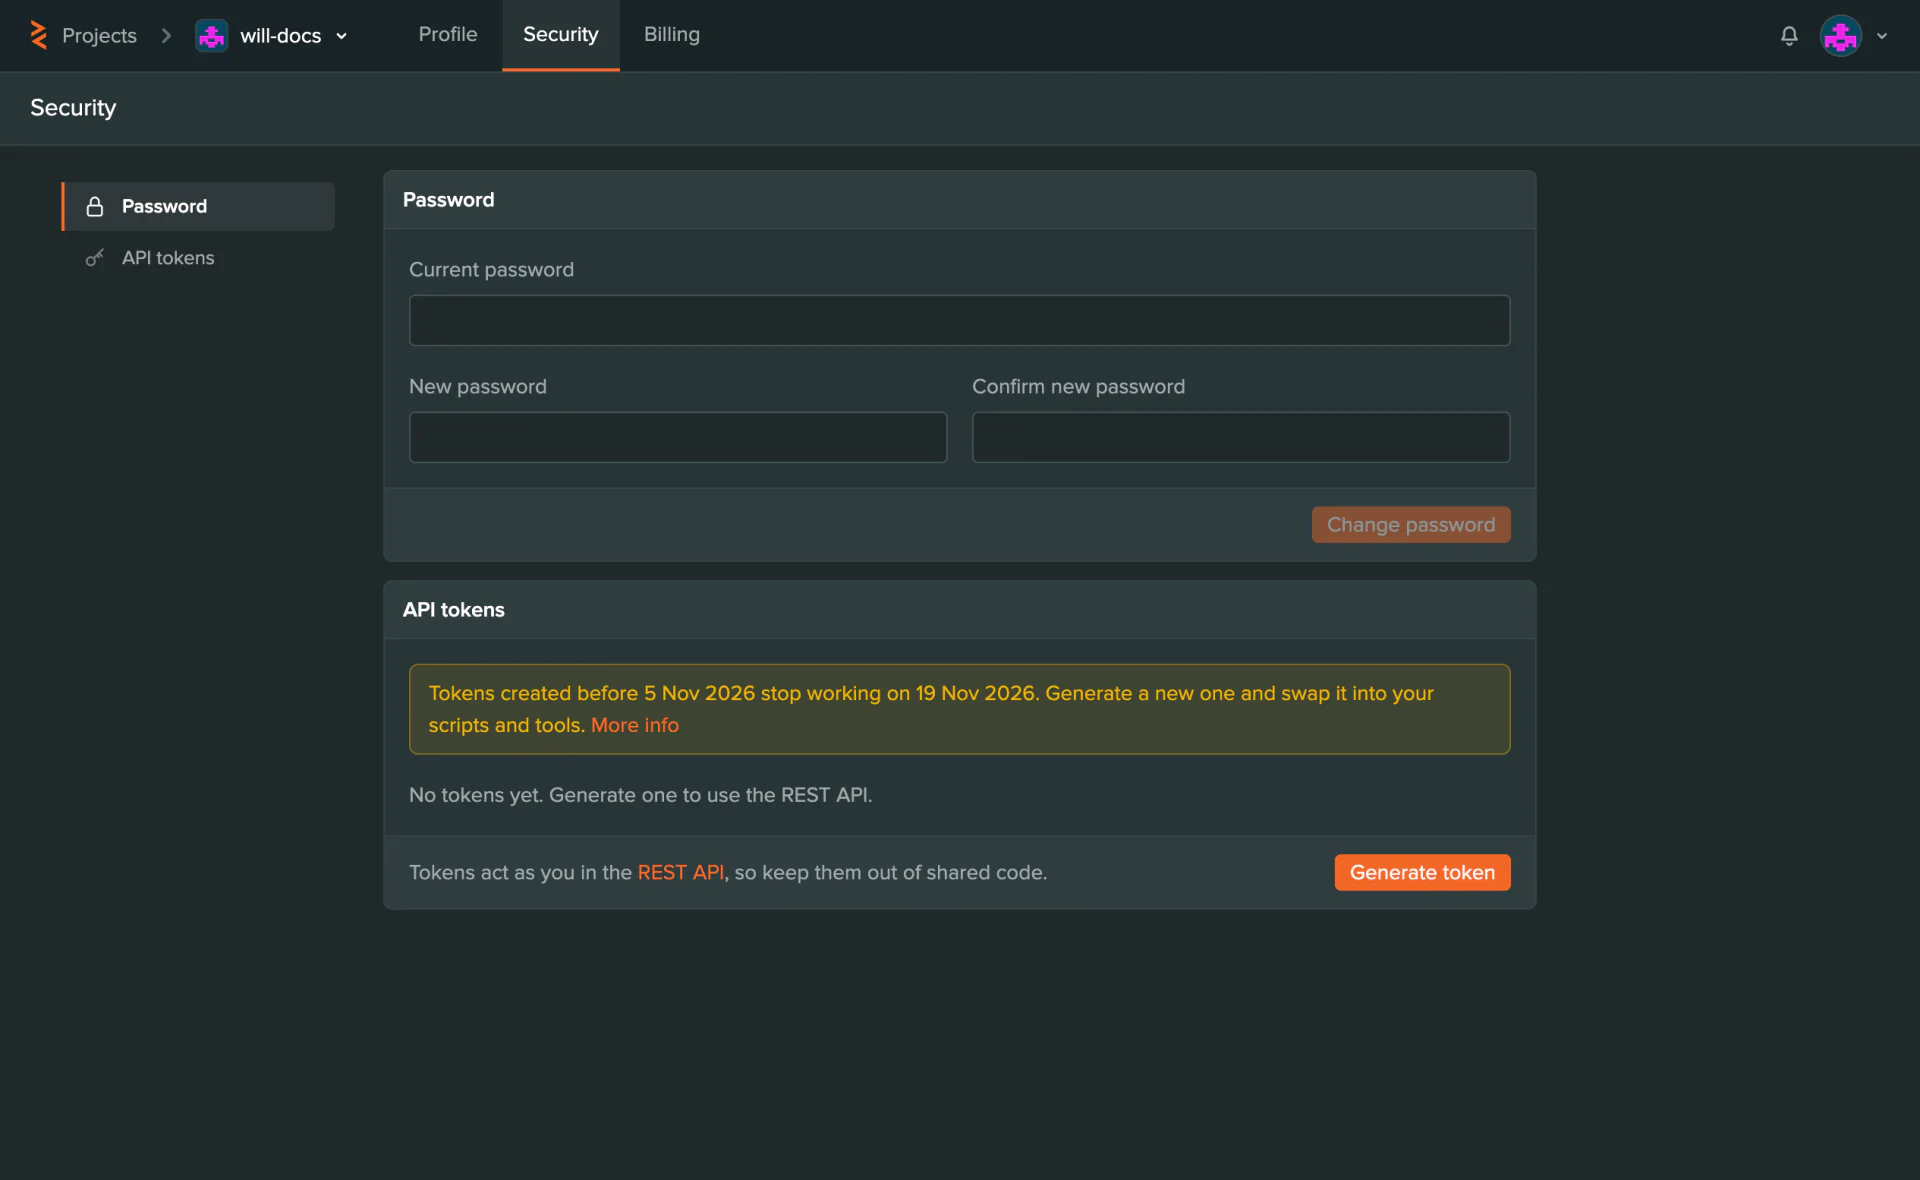 Projects
will-docs
Profile
Security
Billing
Security
Password
API tokens
Password
Current password
New password
Confirm new password
Change password
API tokens
Tokens created before 5 Nov 2026 stop working on 19 Nov 2026. Generate a new one and swap it into your
scripts and tools. More info
No tokens yet. Generate one to use the REST API.
Tokens act as you in the REST API, so keep them out of shared code.
Generate token